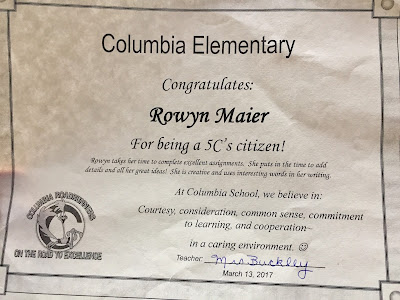 Columbia Elementary
Congratulates:
Rowyn Maier
For being a 5C's citizen!
Rowyn takes her time to complete excellent assignments. She puts in the time to add
details and all her great ideas! She is creative and uses interesting words in her writing.
At Columbia School, we believe in:
Courtesy, consideration, common sense, commitment
to learning, and cooperation~
in a caring environment. ☺
COLUMBIA ROADRUNNERS
ON THE ROAD TO EXCELLENCE
Teacher: Mrs Buckley
March 13, 2017